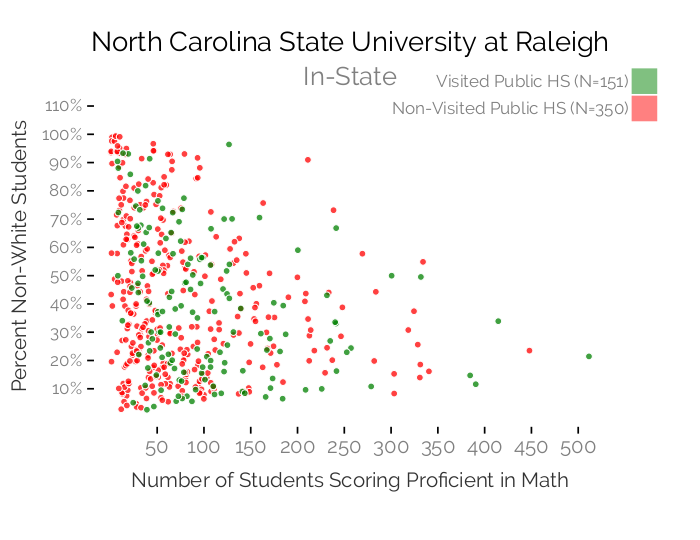 North Carolina State University at Raleigh
In-State
Visited Public HS (N=151)
Non-Visited Public HS (N=350)
Percent Non-White Students
110%
100%
90%
80%
70%
60%
50%
40%
30%
20%
10%
50 100 150 200 250 300 350 400 450 500
Number of Students Scoring Proficient in Math